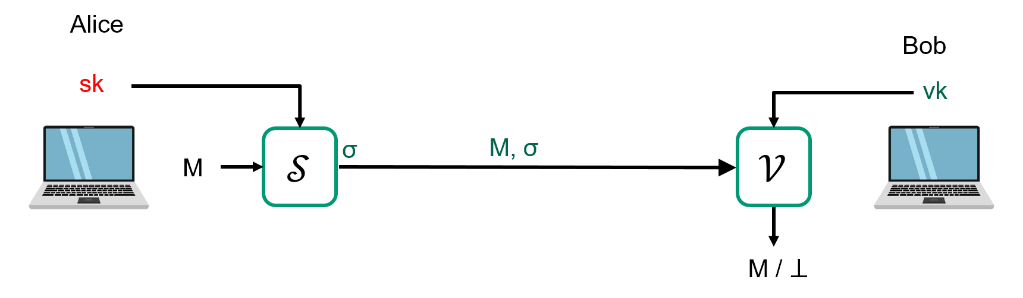 Alice
Bob
sk
vk
M
𝒮
σ
M, σ
𝒱
M / ⊥